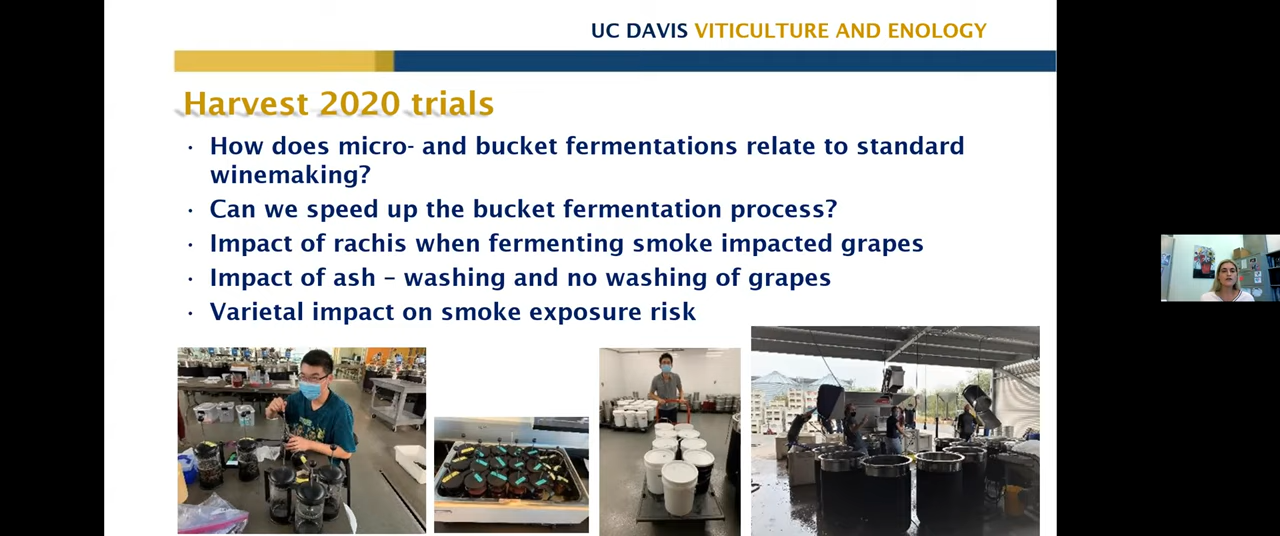 UC DAVIS VITICULTURE AND ENOLOGY
Harvest 2020 trials
· How does micro- and bucket fermentations relate to standard
winemaking?
· Can we speed up the bucket fermentation process?
· Impact of rachis when fermenting smoke impacted grapes
· Impact of ash – washing and no washing of grapes
· Varietal impact on smoke exposure risk